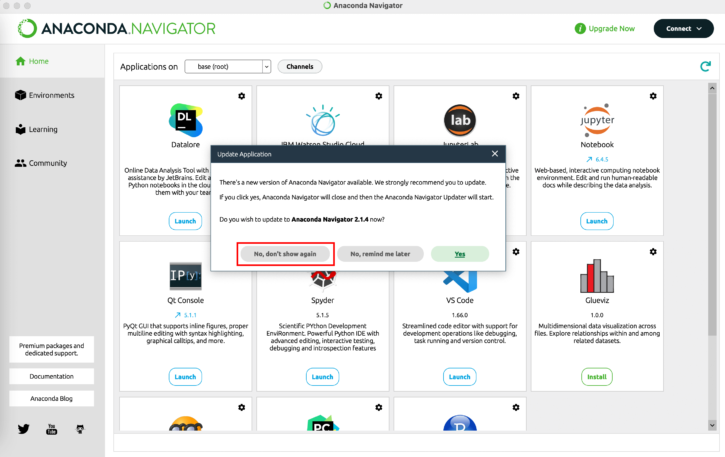 Anaconda Navigator
ANACONDA.NAVIGATOR
Upgrade Now
Connect
Home
Environments
Learning
Community
Applications on
base (root)
Channels
DL
Datalore
Online Data Analysis Tool with
assistance by JetBrains. Edit a
Python notebooks in the clou
them with your tea
Launch
IBM Watson Studio Cloud
lab
JupyterLab
jupyter
Notebook
6.4.5
Web-based, interactive computing notebook
environment. Edit and run human-readable
docs while describing the data analysis.
Launch
Update Application
There's a new version of Anaconda Navigator available. We strongly recommend you to update.
If you click yes, Anaconda Navigator will close and then the Anaconda Navigator Updater will start.
Do you wish to update to Anaconda Navigator 2.1.4 now?
No, don't show again
No, remind me later
Yes
IP[y]:
Qt Console
5.1.1
PyQt GUI that supports inline figures, proper
multiline editing with syntax highlighting,
graphical calltips, and more.
Launch
Spyder
5.1.5
Scientific PYthon Development
EnviRonment. Powerful Python IDE with
advanced editing, interactive testing,
debugging and introspection features
Launch
VS Code
1.66.0
Streamlined code editor with support for
development operations like debugging,
task running and version control.
Launch
Glueviz
1.0.0
Multidimensional data visualization across
files. Explore relationships within and among
related datasets.
Install
Premium packages and
dedicated support.
Documentation
Anaconda Blog
You
Tube
PC